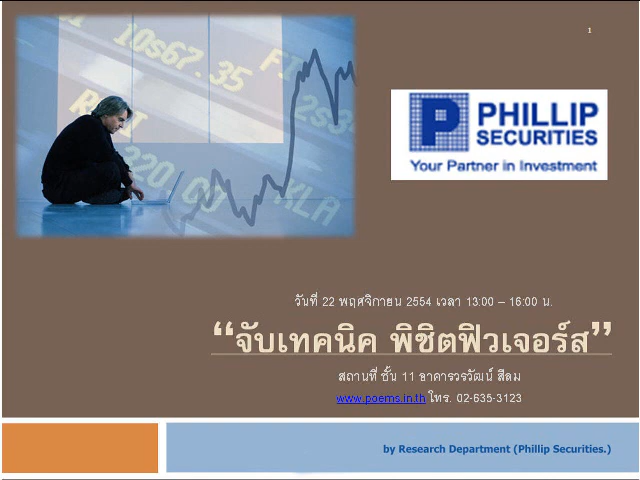 1
10s67.35
PHILLIP
SECURITIES
Your Partner in Investment
วันที่ 22 พฤศจิกายน 2554 เวลา 13:00 – 16:00 น.
“จับเทคนิค พิชิตฟิวเจอร์ส”
สถานที่ ชั้น 11 อาคารวรวัฒน์ สีลม
www.poems.in.th โทร. 02-635-3123
by Research Department (Phillip Securities.)